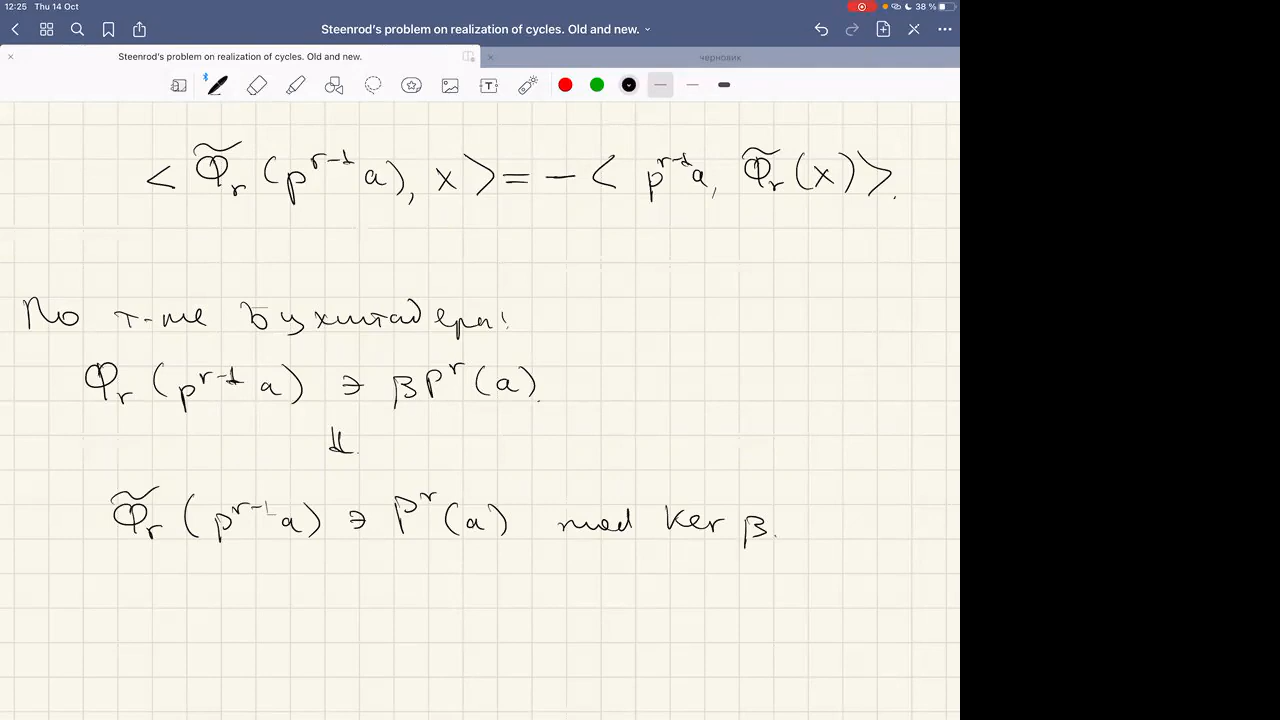 12:25 Thu 14 Oct 38 %
Steenrod's problem on realization of cycles. Old and new.
Steenrod's problem on realization of cycles. Old and new.
черновик
< Φ̃_r (p^{r-1} a), x > = − < p^{r-1} a, Φ̃_r (x) >.
По т-ме Бухштабера:
Φ_r (p^{r-1} a) ∋ βP^r (a).
⇓
Φ̃_r (p^{r-1} a) ∋ P^r (a) mod Ker β.